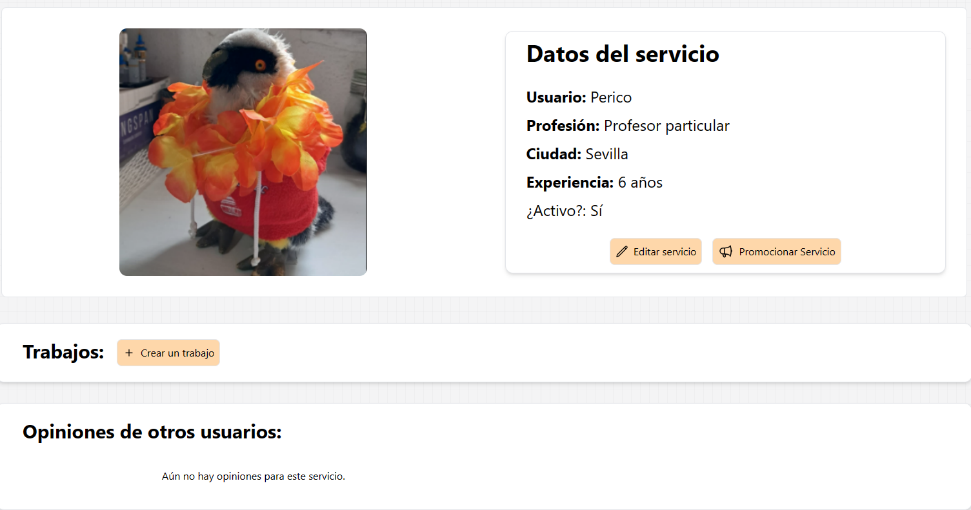 NGSPAN
Datos del servicio
Usuario: Perico
Profesión: Profesor particular
Ciudad: Sevilla
Experiencia: 6 años
¿Activo?: Sí
Editar servicio
Promocionar Servicio
Trabajos:
+ Crear un trabajo
Opiniones de otros usuarios:
Aún no hay opiniones para este servicio.